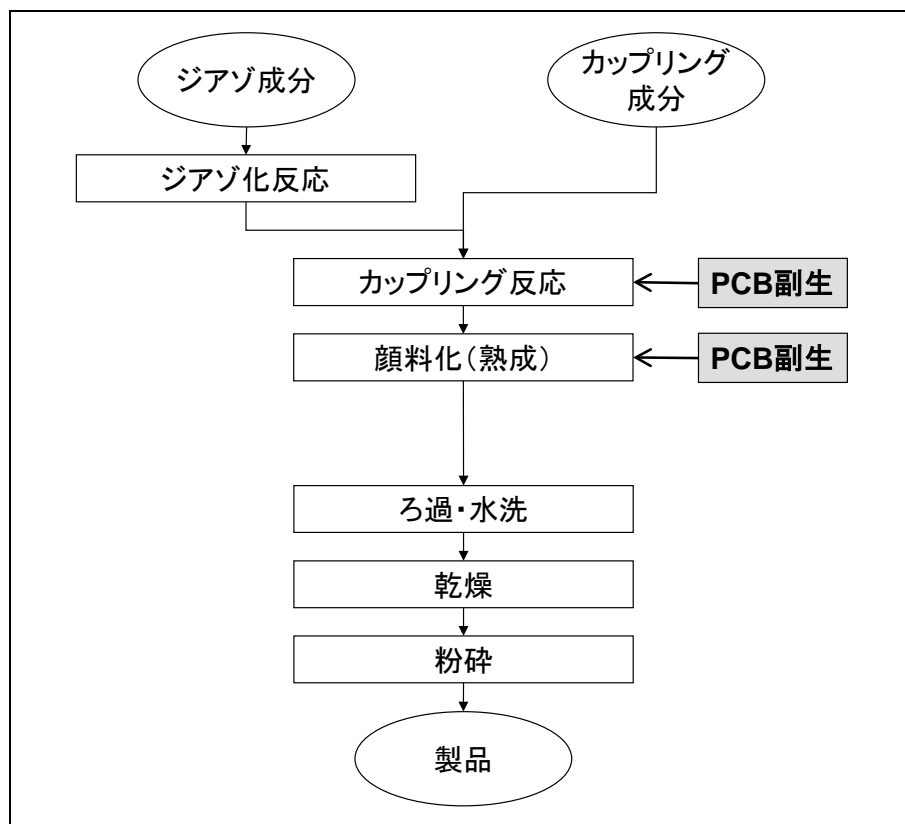 ジアゾ成分
カップリング
成分
ジアゾ化反応
カップリング反応
PCB副生
顔料化(熟成)
PCB副生
ろ過・水洗
乾燥
粉砕
製品